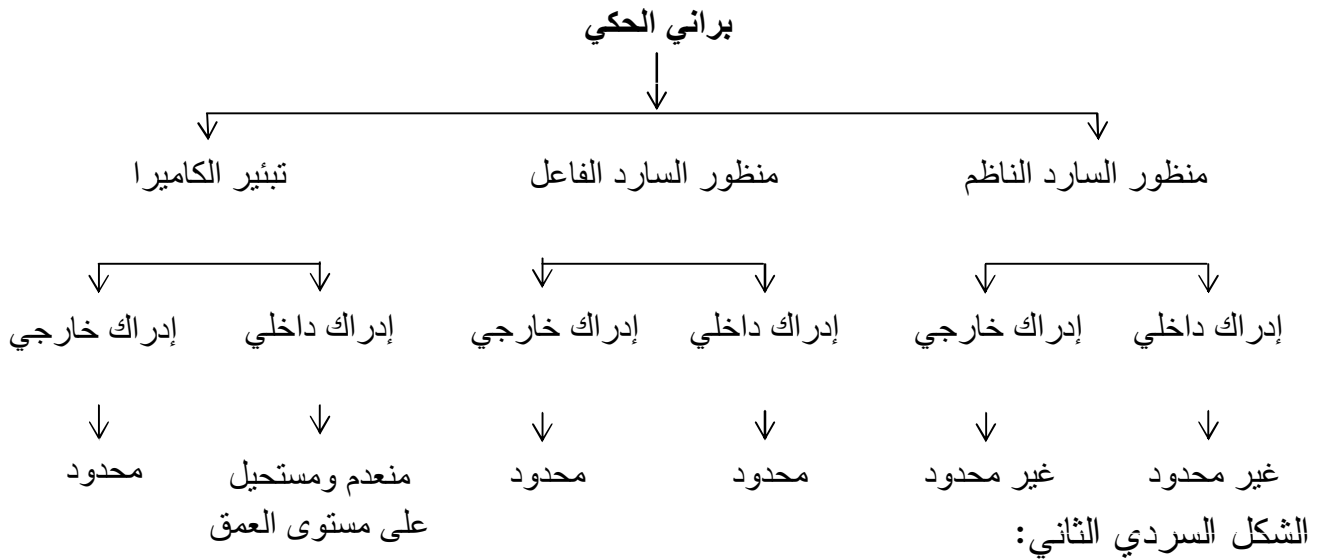 براني الحكي
منظور السارد الناظم منظور السارد الفاعل تبئير الكاميرا
إدراك داخلي إدراك خارجي إدراك داخلي إدراك خارجي إدراك داخلي إدراك خارجي
غير محدود غير محدود محدود محدود منعدم ومستحيل محدود
على مستوى العمق
الشكل السردي الثاني: